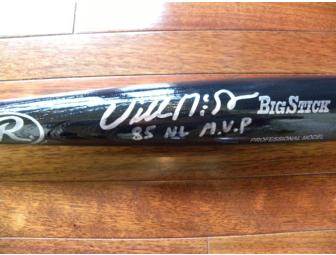 R
BIG STICK
85 NL M.V.P
PROFESSIONAL MODEL